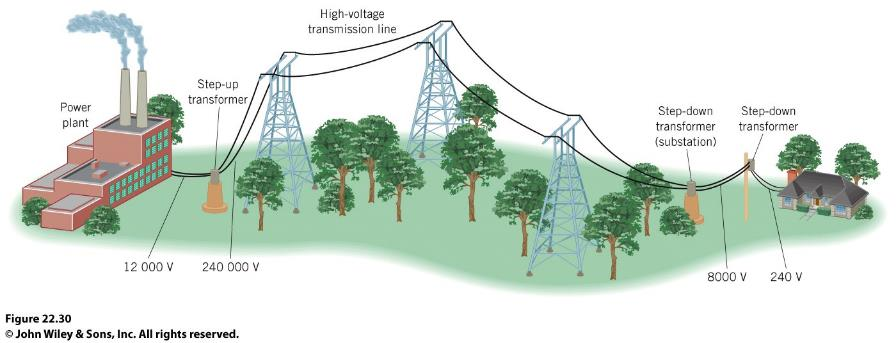 High-voltage
transmission line
Step-up
transformer
Power
plant
Step-down
transformer
(substation)
Step-down
transformer
12 000 V
240 000 V
8000 V
240 V
Figure 22.30
© John Wiley & Sons, Inc. All rights reserved.